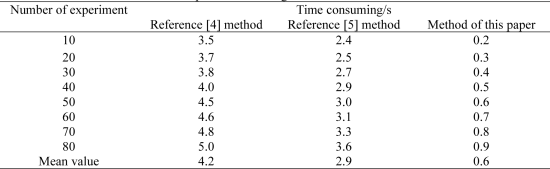 Number of experiment Time consuming/s
Reference [4] method Reference [5] method Method of this paper
10 3.5 2.4 0.2
20 3.7 2.5 0.3
30 3.8 2.7 0.4
40 4.0 2.9 0.5
50 4.5 3.0 0.6
60 4.6 3.1 0.7
70 4.8 3.3 0.8
80 5.0 3.6 0.9
Mean value 4.2 2.9 0.6